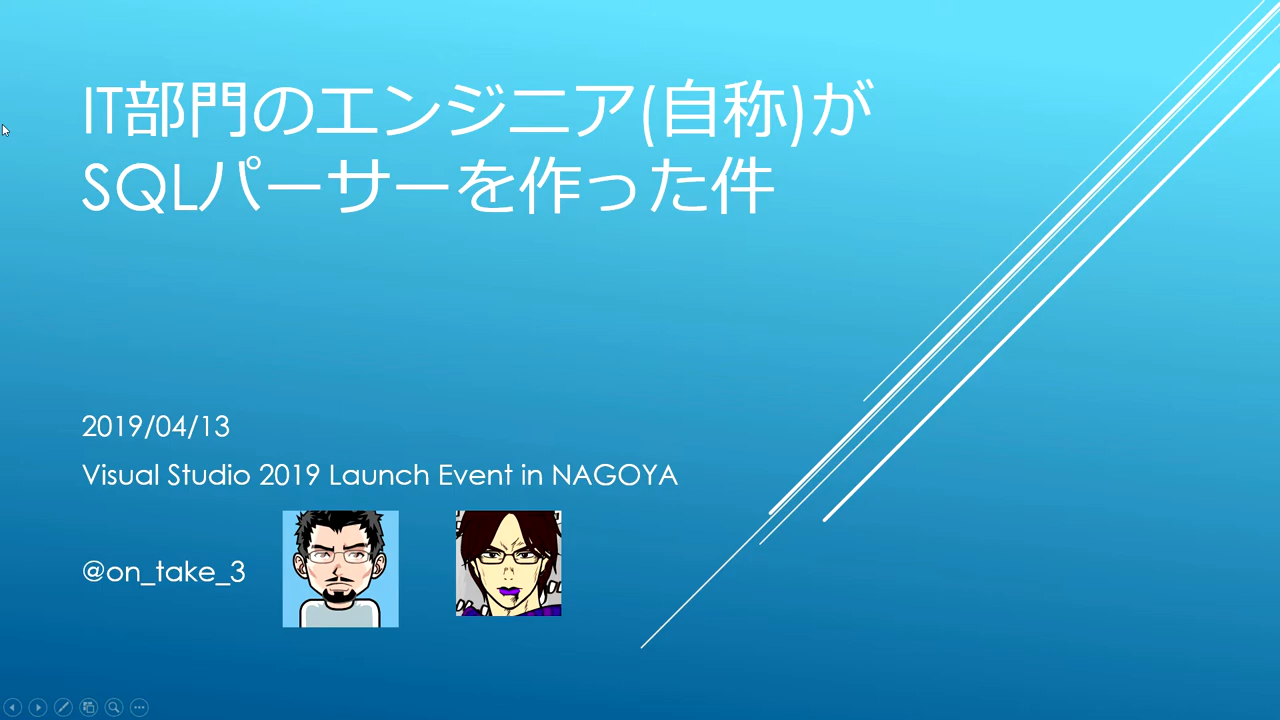 IT部門のエンジニア(自称)が
SQLパーサーを作った件
2019/04/13
Visual Studio 2019 Launch Event in NAGOYA
@on_take_3